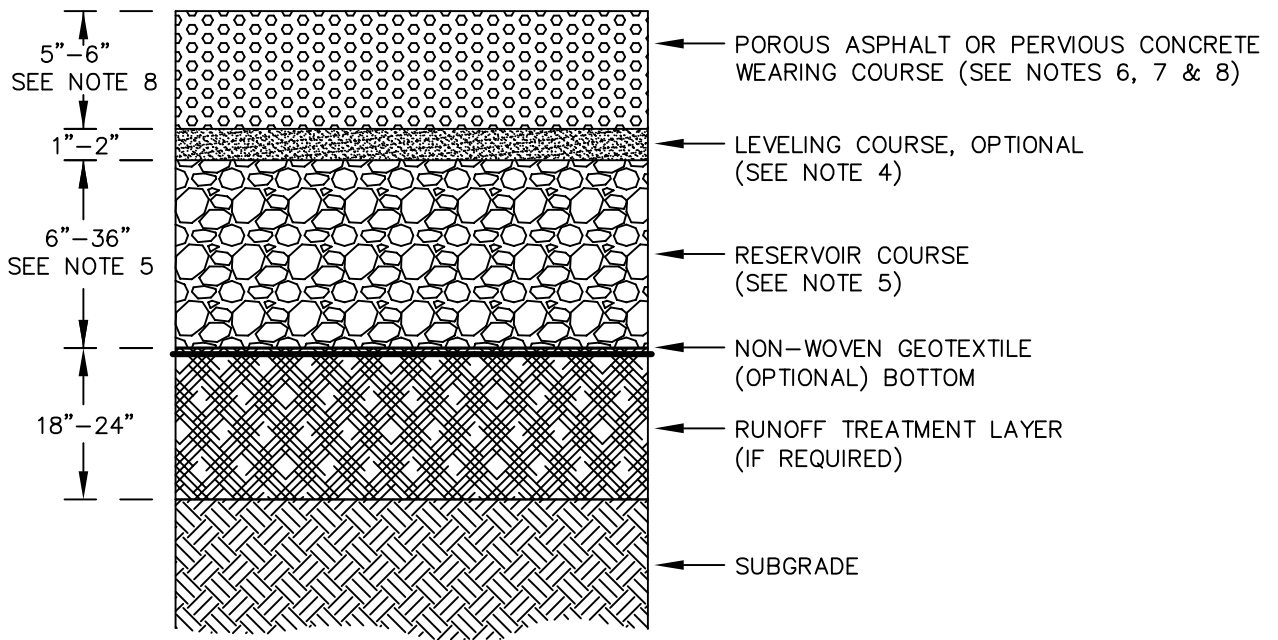 5”-6”
SEE NOTE 8
POROUS ASPHALT OR PERVIOUS CONCRETE
WEARING COURSE (SEE NOTES 6, 7 & 8)
1”-2”
LEVELING COURSE, OPTIONAL
(SEE NOTE 4)
6”-36”
SEE NOTE 5
RESERVOIR COURSE
(SEE NOTE 5)
NON-WOVEN GEOTEXTILE
(OPTIONAL) BOTTOM
18”-24”
RUNOFF TREATMENT LAYER
(IF REQUIRED)
SUBGRADE